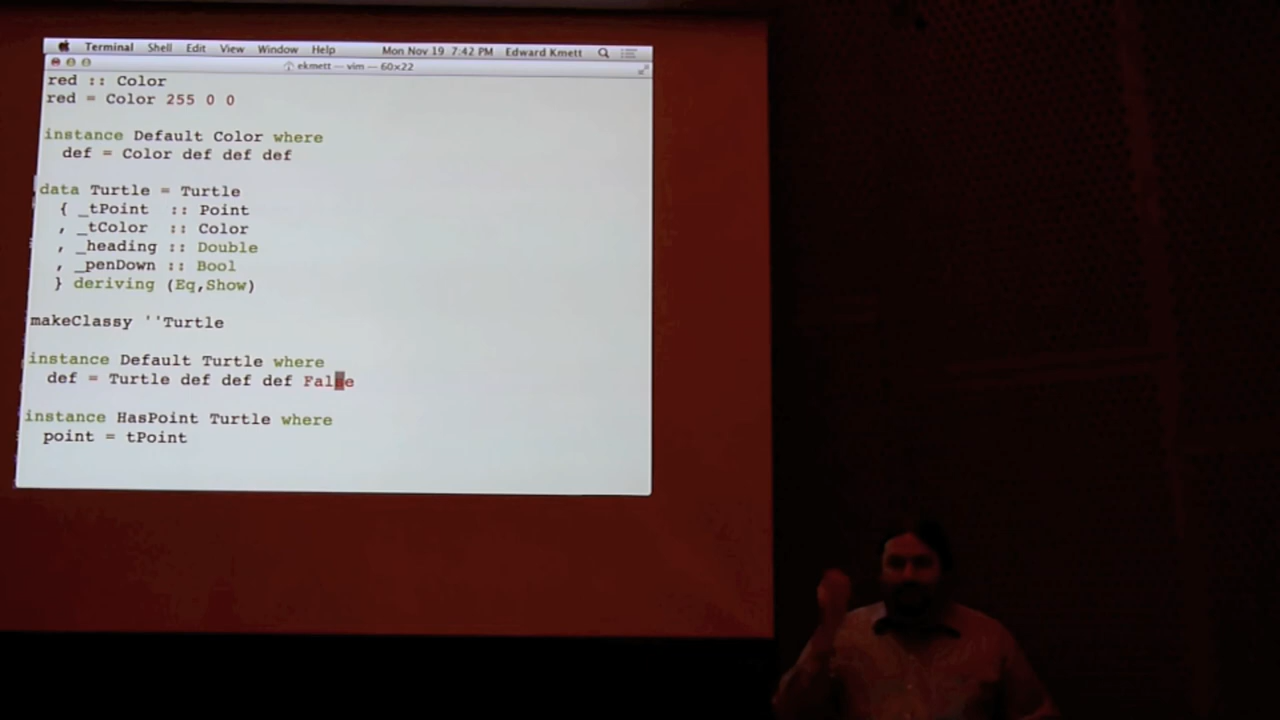 Terminal Shell Edit View Window Help Mon Nov 19 7:42 PM Edward Kmett
ekmett — vim — 60×22
red :: Color
red = Color 255 0 0
instance Default Color where
def = Color def def def
data Turtle = Turtle
{ _tPoint :: Point
, _tColor :: Color
, _heading :: Double
, _penDown :: Bool
} deriving (Eq,Show)
makeClassy ''Turtle
instance Default Turtle where
def = Turtle def def def False
instance HasPoint Turtle where
point = tPoint